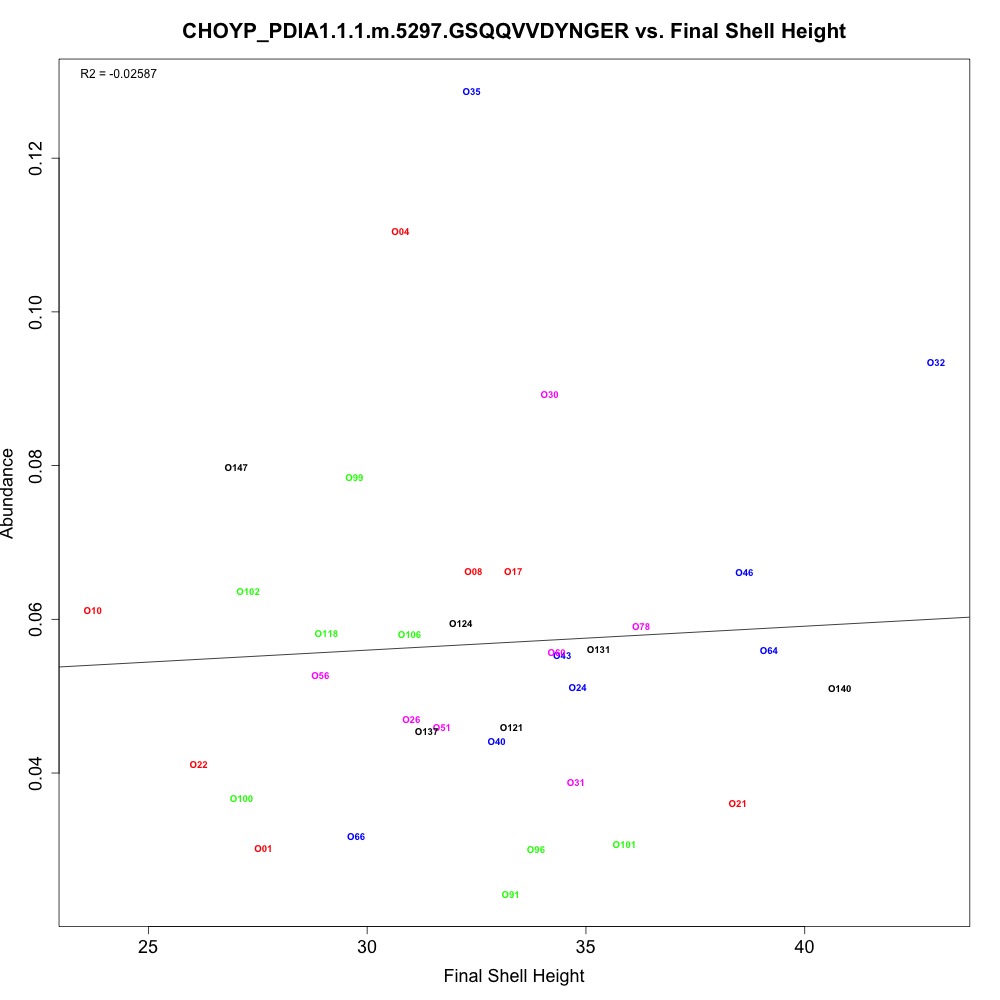 CHOYP_PDIA1.1.1.m.5297.GSQQVVDYNGER vs. Final Shell Height
R2 = -0.02587
O35
0.12
O04
0.10
O32
O30
0.08
O147
O99
O08 O17
O46
O102
O10
0.06
O124
O78
O118
O106
O131
O64
O69
O43
O56
O24
O140
O26
O51
O121
O137
O40
O22
0.04
O31
O100
O21
O66
O101
O01
O96
O91
25 30 35 40
Abundance
Final Shell Height